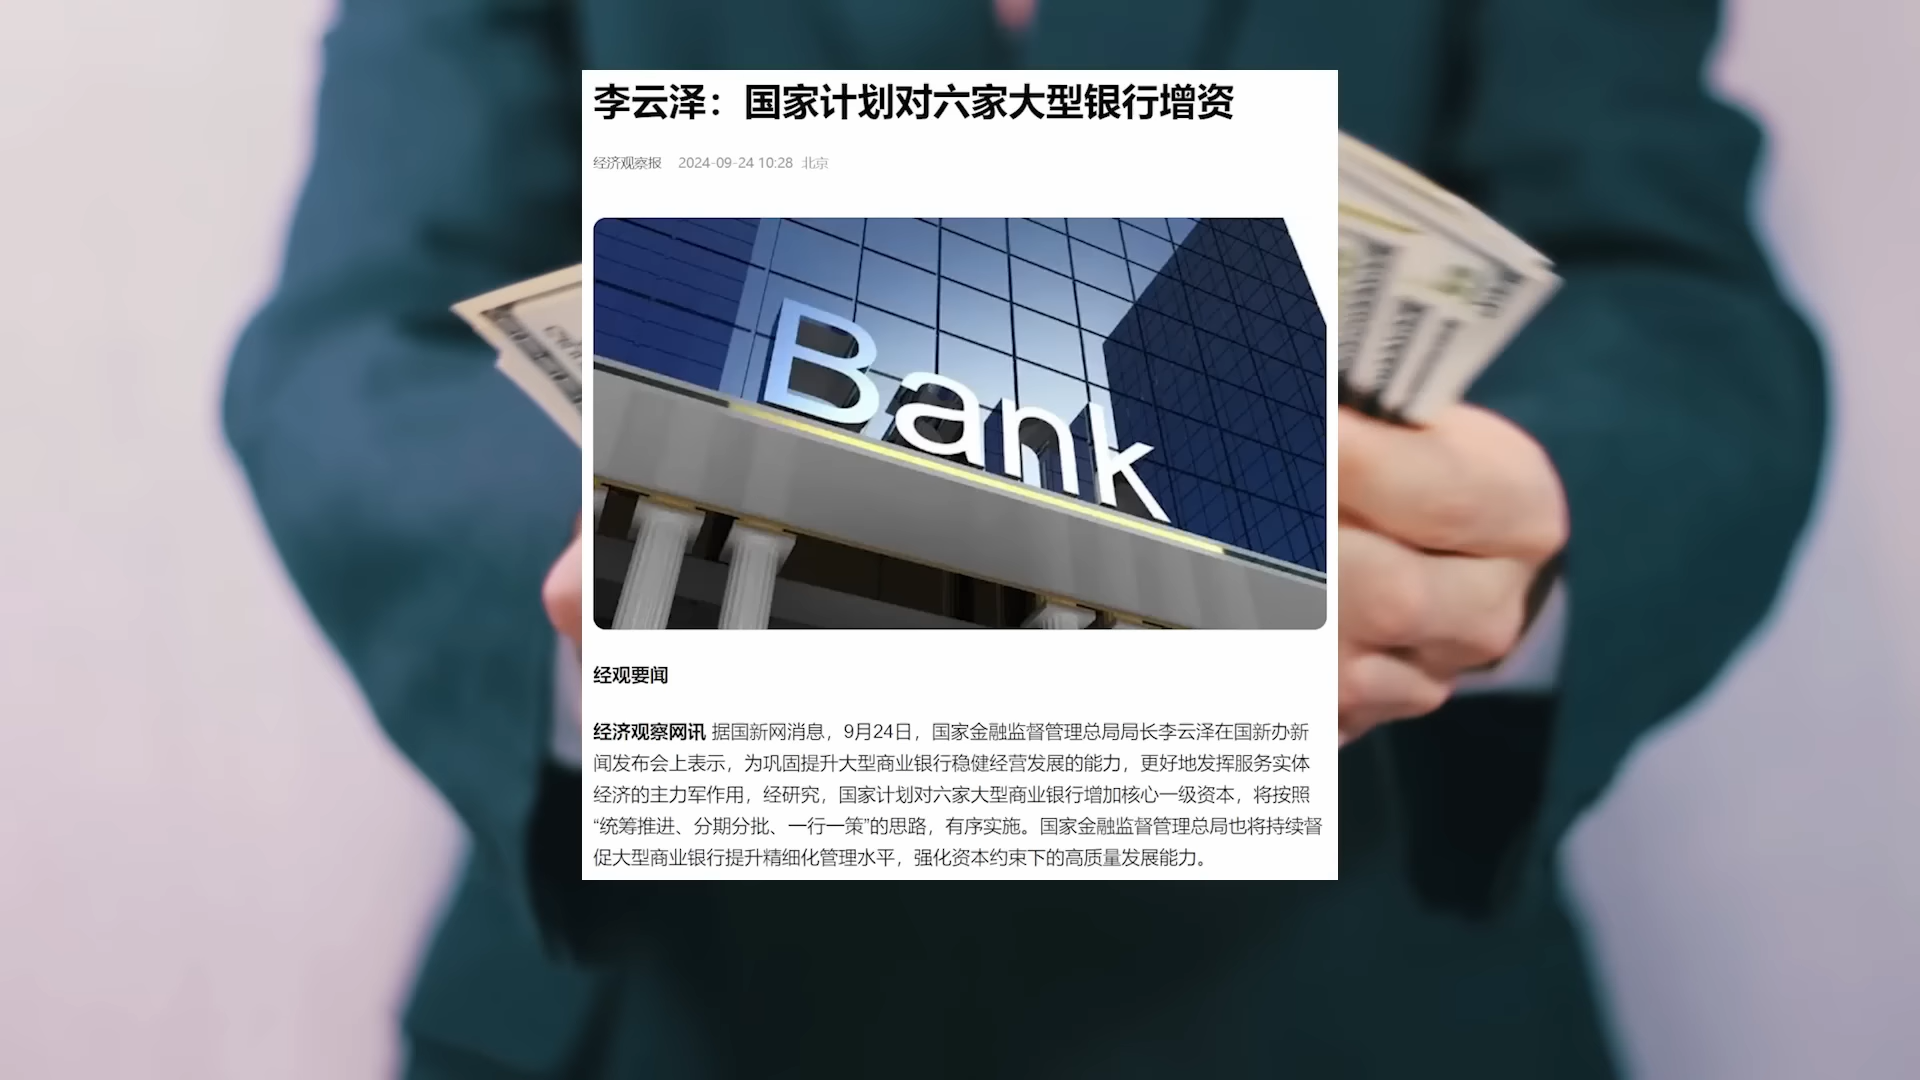 李云泽：国家计划对六家大型银行增资
经济观察报 2024-09-24 10:28 北京
Bank
经观要闻
经济观察网讯 据国新网消息，9月24日，国家金融监督管理总局局长李云泽在国新办新
闻发布会上表示，为巩固提升大型商业银行稳健经营发展的能力，更好地发挥服务实体
经济的主力军作用，经研究，国家计划对六家大型商业银行增加核心一级资本，将按照
“统筹推进、分期分批、一行一策”的思路，有序实施。国家金融监督管理总局也将持续督
促大型商业银行提升精细化管理水平，强化资本约束下的高质量发展能力。